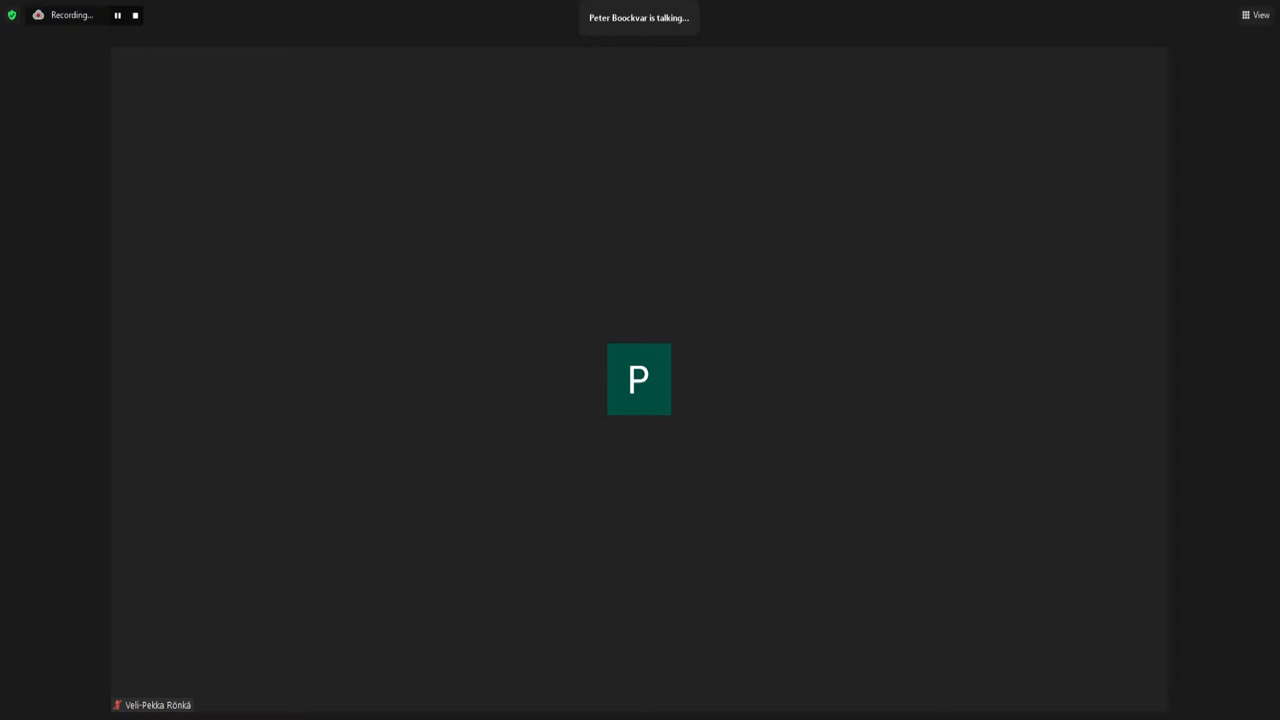 Recording...
Peter Boockvar is talking...
View
P
Veli-Pekka Rönkä